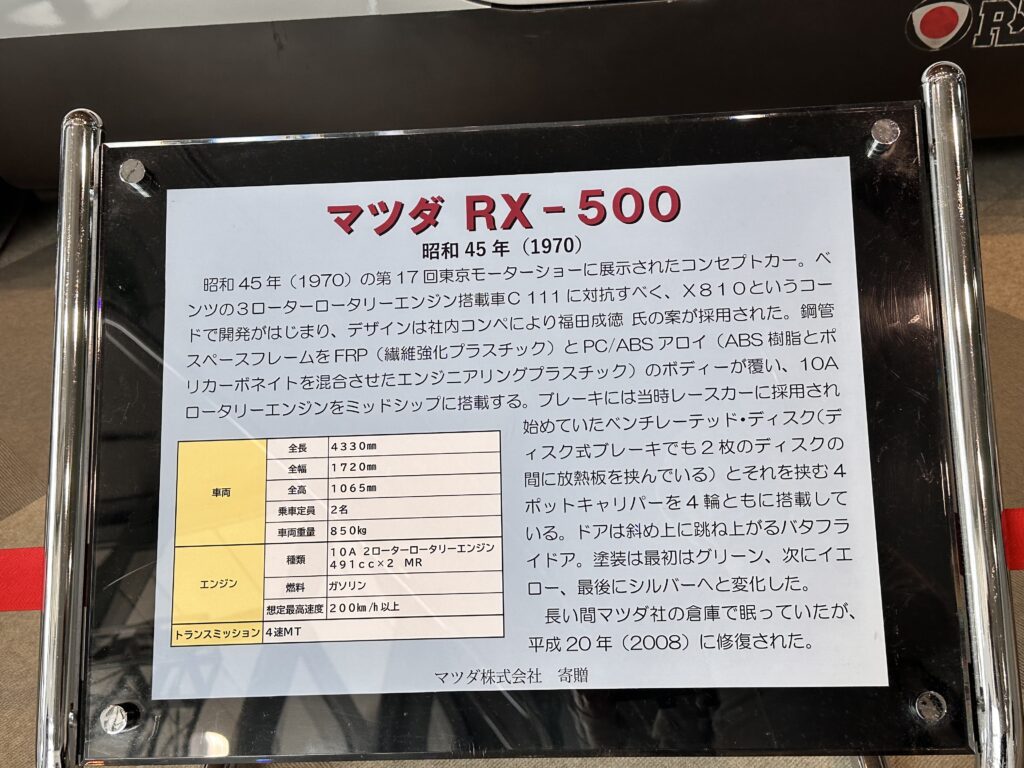 マツダ RX-500
昭和 45 年（1970）
昭和 45 年（1970）の第 17 回東京モーターショーに展示されたコンセプトカー。ベ
ンツの３ローターロータリーエンジン搭載車Ｃ 111 に対抗すべく、Ｘ８１０というコー
ドで開発がはじまり、デザインは社内コンペにより福田成徳 氏の案が採用された。鋼管
スペースフレームを FRP（繊維強化プラスチック）と PC/ABS アロイ（ABS 樹脂とポ
リカーボネイトを混合させたエンジニアリングプラスチック）のボディーが覆い、10A
ロータリーエンジンをミッドシップに搭載する。ブレーキには当時レースカーに採用され
始めていたベンチレーテッド・ディスク（デ
ィスク式ブレーキでも２枚のディスクの
間に放熱板を挟んでいる）とそれを挟む４
ポットキャリパーを４輪ともに搭載して
いる。ドアは斜め上に跳ね上がるバタフラ
イドア。塗装は最初はグリーン、次にイエ
ロー、最後にシルバーへと変化した。
長い間マツダ社の倉庫で眠っていたが、
平成 20 年（2008）に修復された。
車両
全長 4330㎜
全幅 1720㎜
全高 1065㎜
乗車定員 2名
車両重量 850㎏
エンジン
種類 10A 2ローターロータリーエンジン
491cc×2 MR
燃料 ガソリン
想定最高速度 200㎞/h以上
トランスミッション 4速MT
マツダ株式会社 寄贈